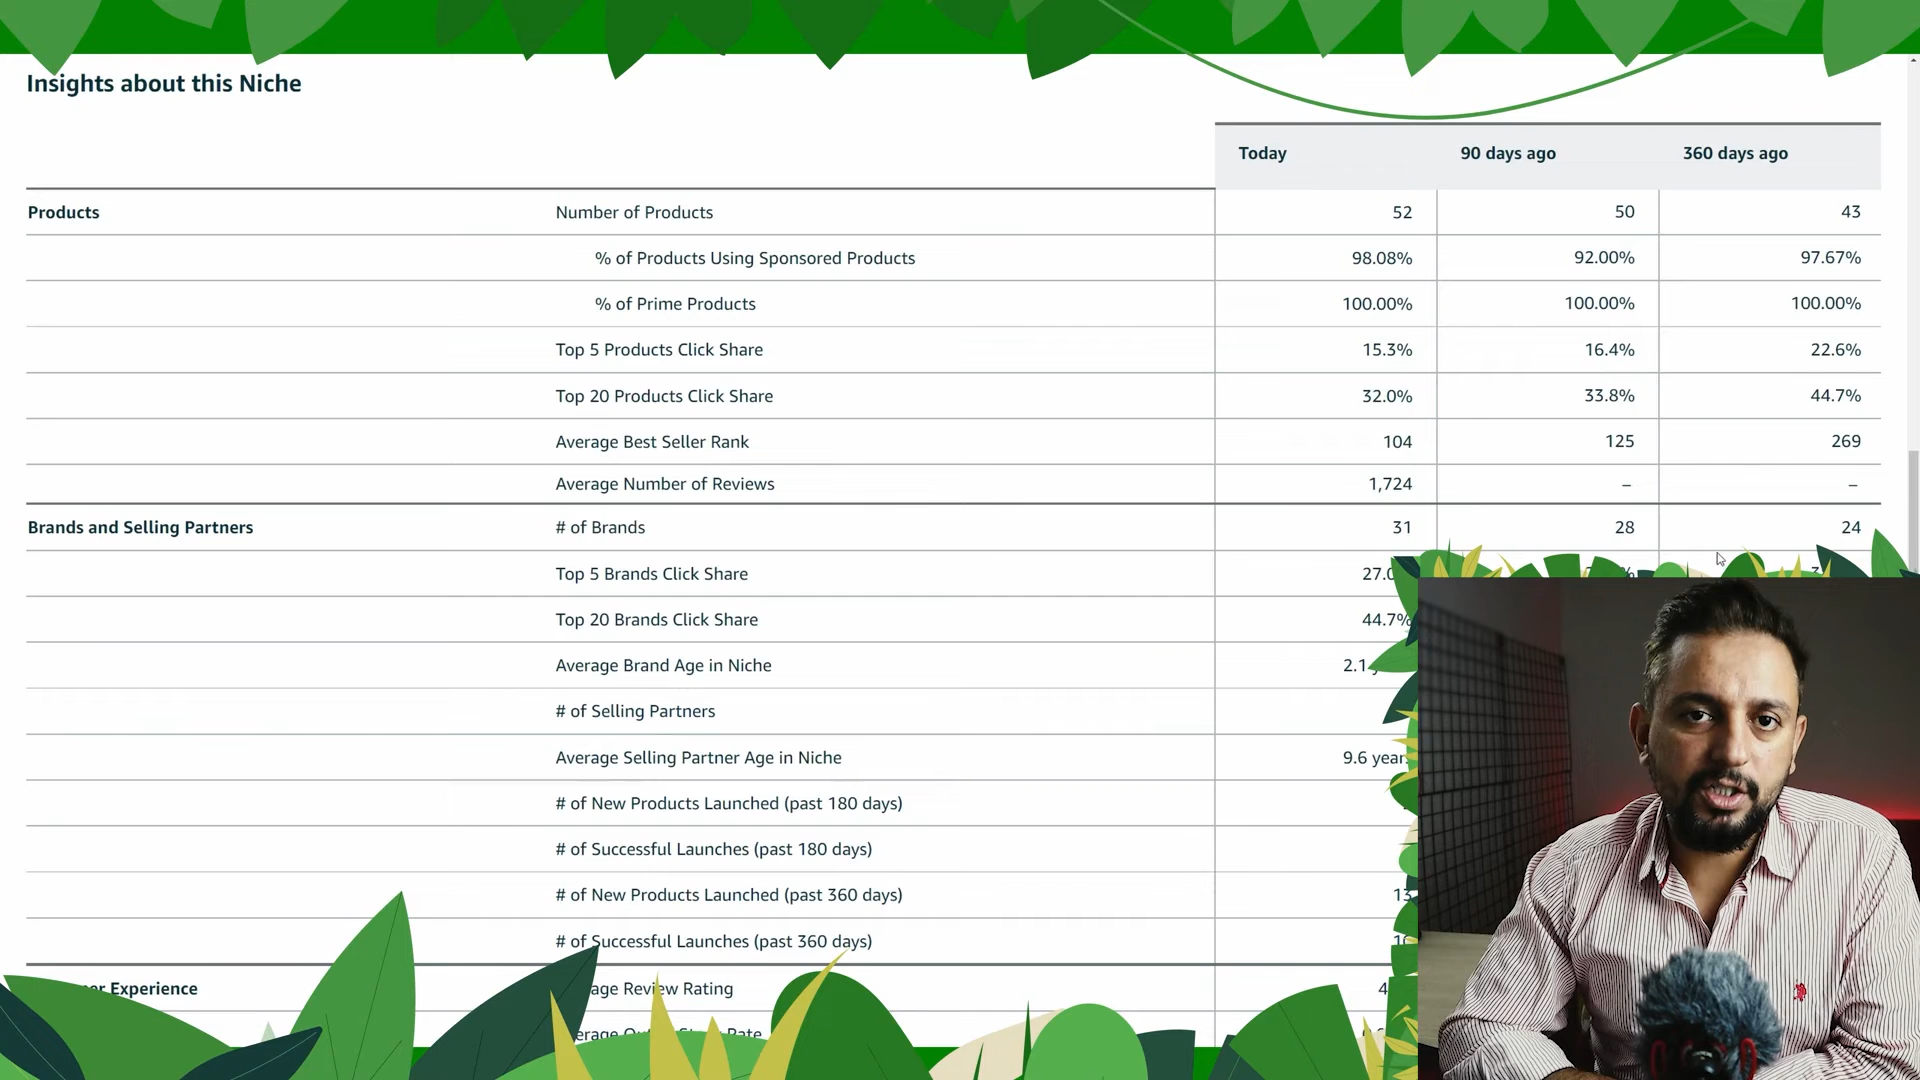 Insights about this Niche
Today 90 days ago 360 days ago
Products Number of Products 52 50 43
% of Products Using Sponsored Products 98.08% 92.00% 97.67%
% of Prime Products 100.00% 100.00% 100.00%
Top 5 Products Click Share 15.3% 16.4% 22.6%
Top 20 Products Click Share 32.0% 33.8% 44.7%
Average Best Seller Rank 104 125 269
Average Number of Reviews 1,724 – –
Brands and Selling Partners # of Brands 31 28 24
Top 5 Brands Click Share
Top 20 Brands Click Share 44.7%
Average Brand Age in Niche
# of Selling Partners
Average Selling Partner Age in Niche 9.6
# of New Products Launched (past 180 days)
# of Successful Launches (past 180 days)
# of New Products Launched (past 360 days) 13
# of Successful Launches (past 360 days)
Experience Review Rating